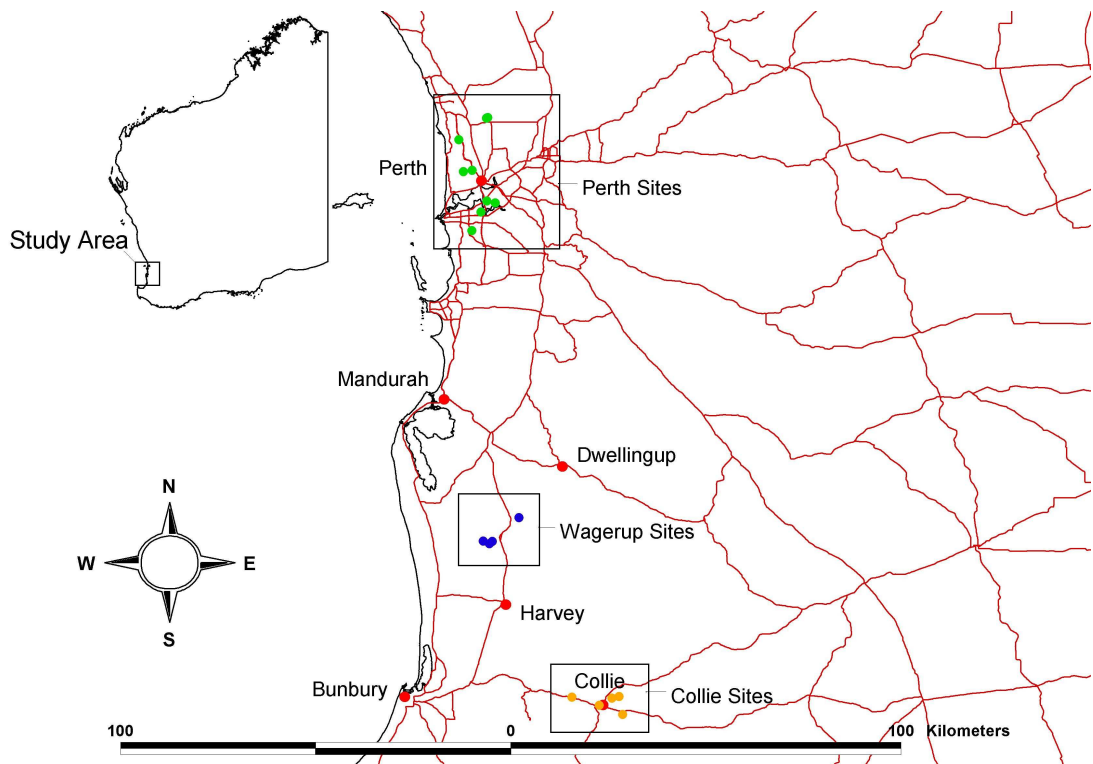 Perth
Perth Sites
Study Area
Mandurah
Dwellingup
N
W
E
S
Wagerup Sites
Harvey
Collie
Collie Sites
Bunbury
100
0
100 Kilometers